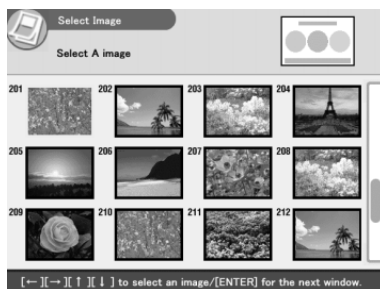 Select Image
Select A image
201 202 203 204
205 206 207 208
209 210 211 212
[←][→][↑][↓] to select an image/[ENTER] for the next window.